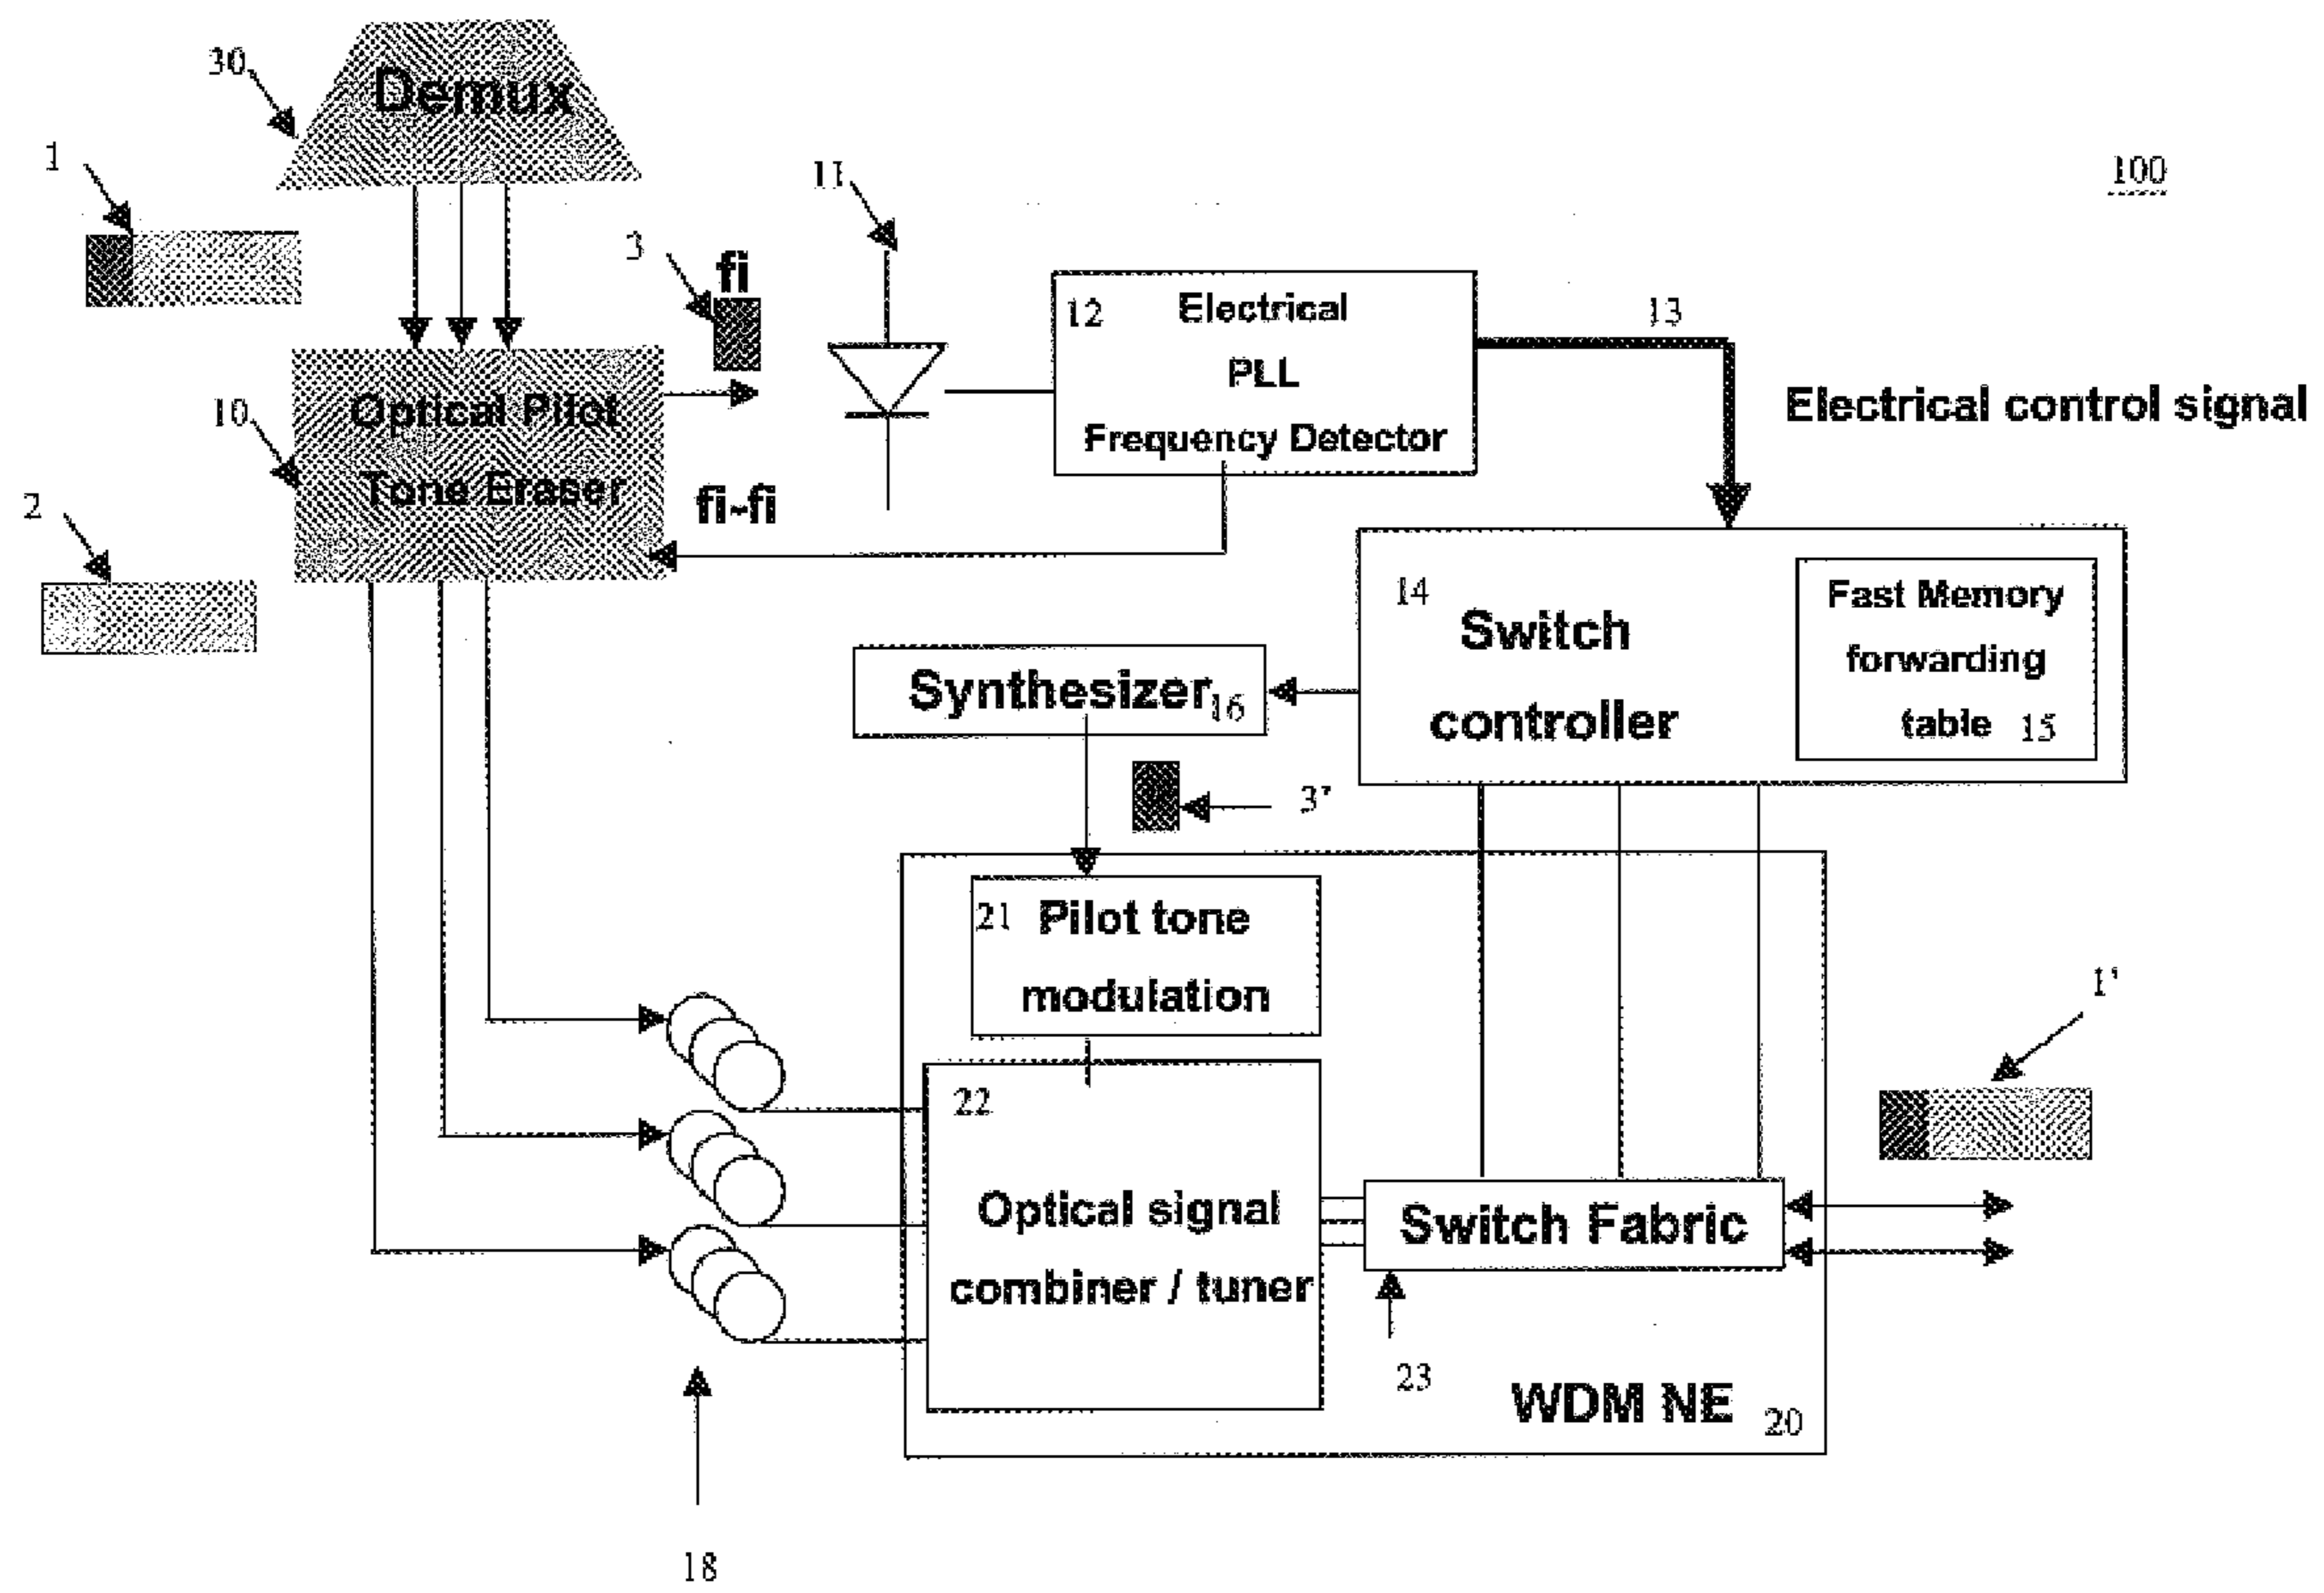 30
Demux
1
11
100
3
fi
12
Electrical
PLL
Frequency Detector
13
Electrical control signal
10
Optical Pilot
Tone Eraser
fi-fi
2
14
Switch
controller
Fast Memory
forwarding
table 15
Synthesizer 16
3'
21 Pilot tone
modulation
1'
22
Optical signal
combiner / tuner
Switch Fabric
23
WDM NE 20
18